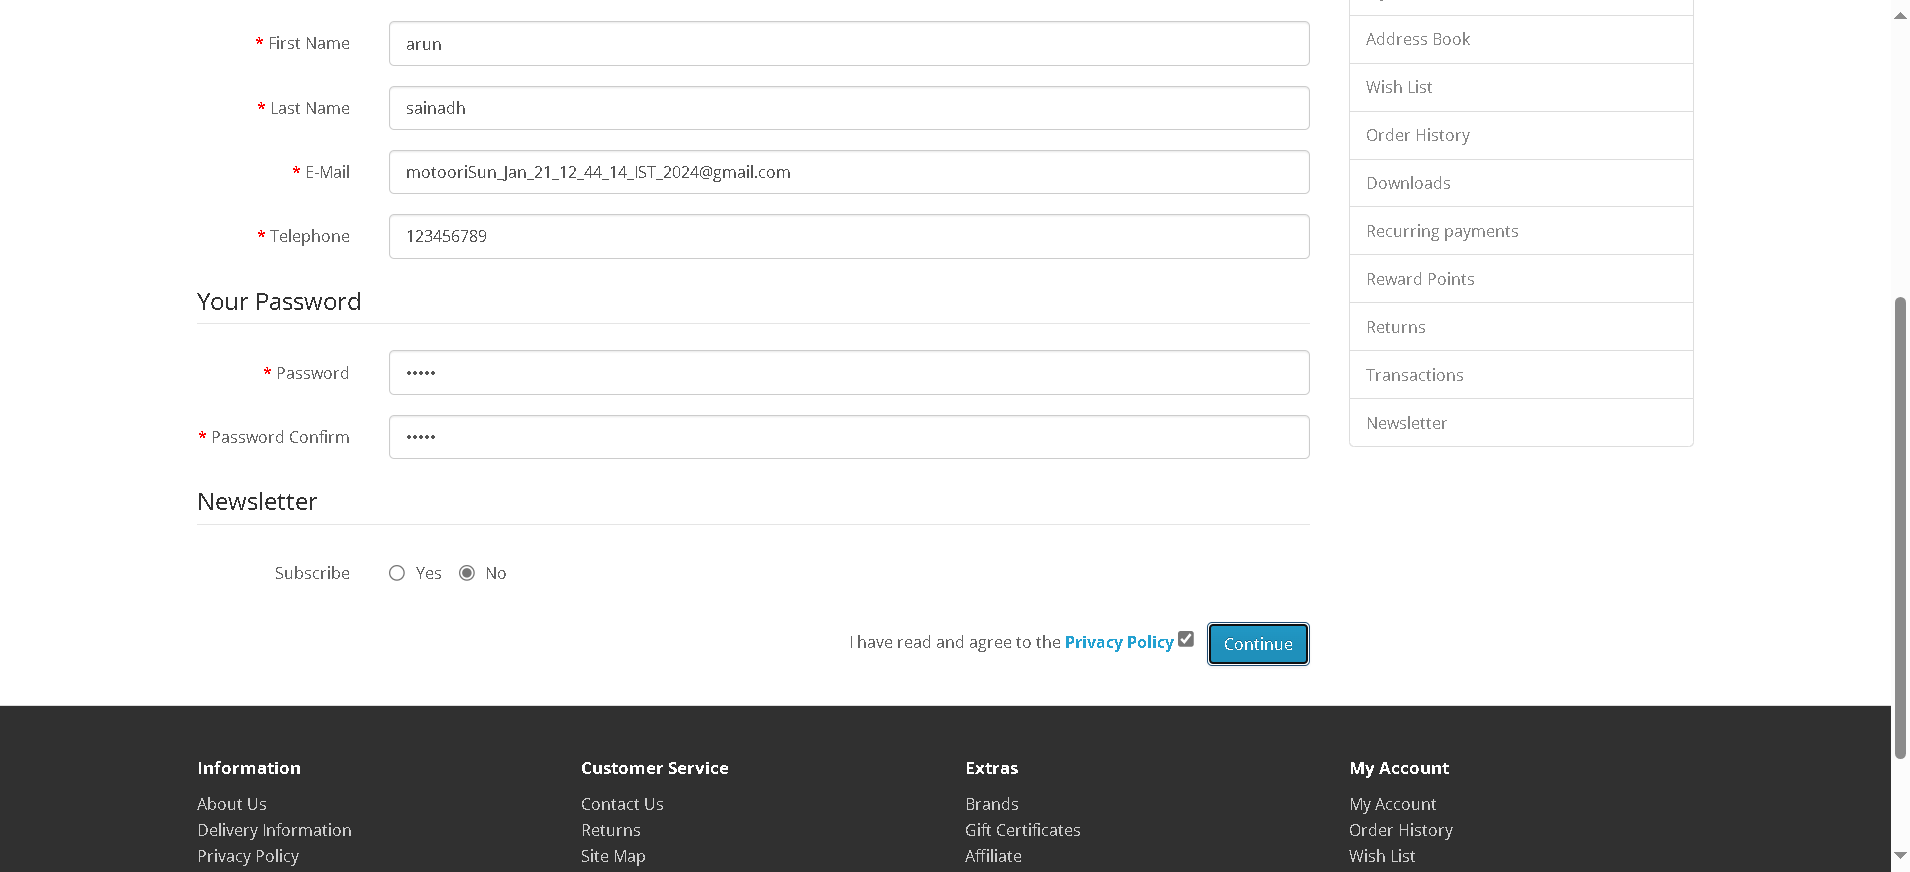 * First Name arun
* Last Name sainadh
* E-Mail motooriSun_Jan_21_12_44_14_IST_2024@gmail.com
* Telephone 123456789
Your Password
* Password •••••
* Password Confirm •••••
Newsletter
Subscribe Yes No
I have read and agree to the Privacy Policy Continue
Address Book
Wish List
Order History
Downloads
Recurring payments
Reward Points
Returns
Transactions
Newsletter
Information
About Us
Delivery Information
Privacy Policy
Customer Service
Contact Us
Returns
Site Map
Extras
Brands
Gift Certificates
Affiliate
My Account
My Account
Order History
Wish List